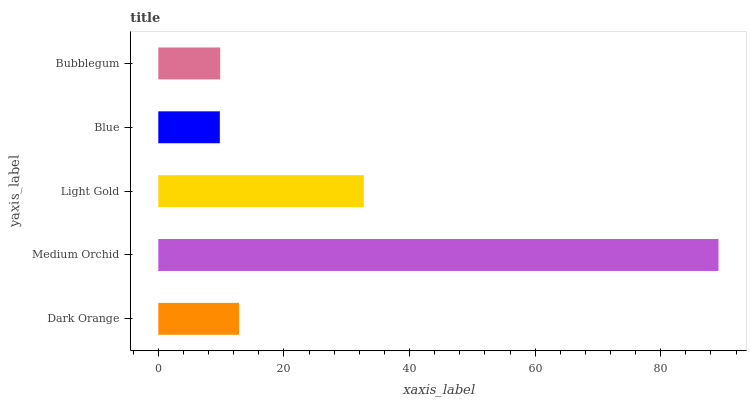 title
yaxis_label
Bubblegum
Blue
Light Gold
Medium Orchid
Dark Orange
0 20 40 60 80
xaxis_label